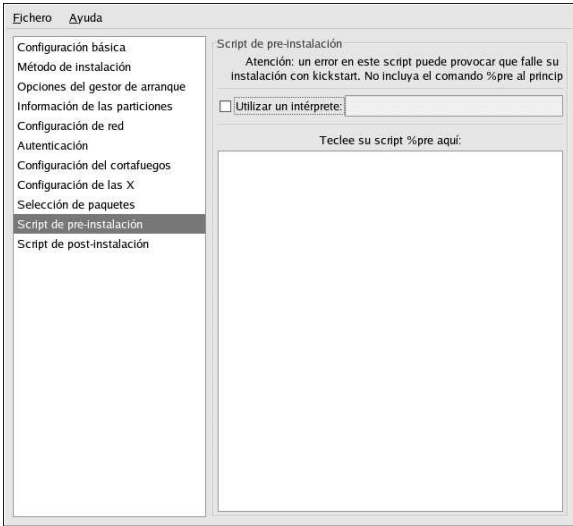 Fichero Ayuda
Configuración básica
Método de instalación
Opciones del gestor de arranque
Información de las particiones
Configuración de red
Autenticación
Configuración del cortafuegos
Configuración de las X
Selección de paquetes
Script de pre-instalación
Script de post-instalación
Script de pre-instalación
Atención: un error en este script puede provocar que falle su
instalación con kickstart. No incluya el comando %pre al princip
Utilizar un intérprete:
Teclee su script %pre aquí: